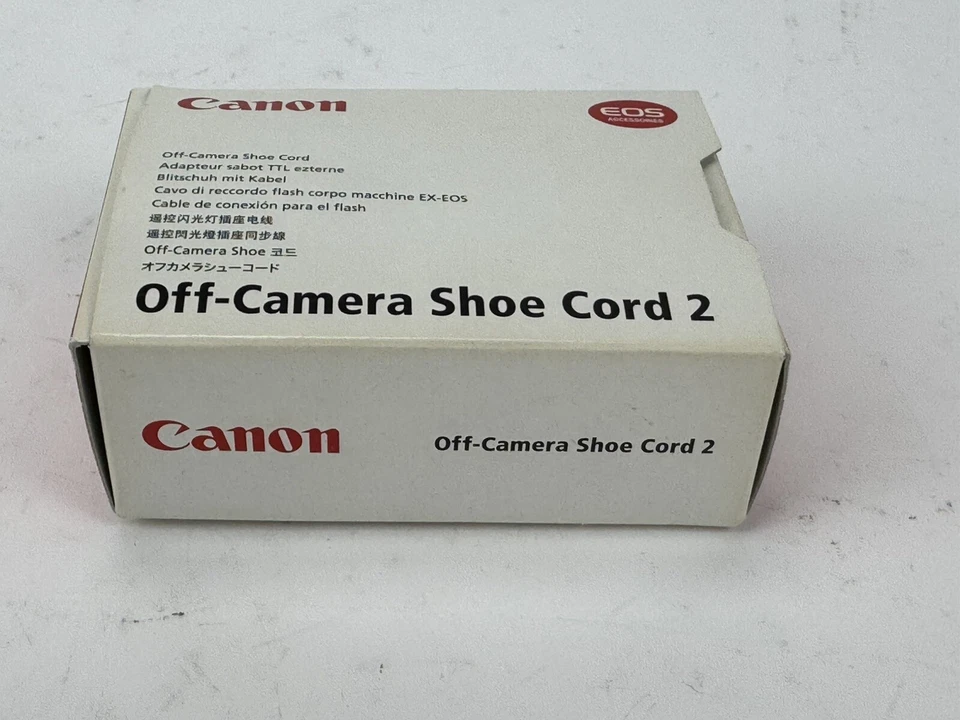 Canon
EOS
ACCESSORIES
Off-Camera Shoe Cord
Adapteur sabot TTL ezterne
Blitschuh mit Kabel
Cavo di reccordo flash corpo macchine EX-EOS
Cable de conexión para el flash
遥控闪光灯插座电线
遙控閃光燈插座同步線
Off-Camera Shoe 코드
オフカメラシューコード
Off-Camera Shoe Cord 2
Canon
Off-Camera Shoe Cord 2